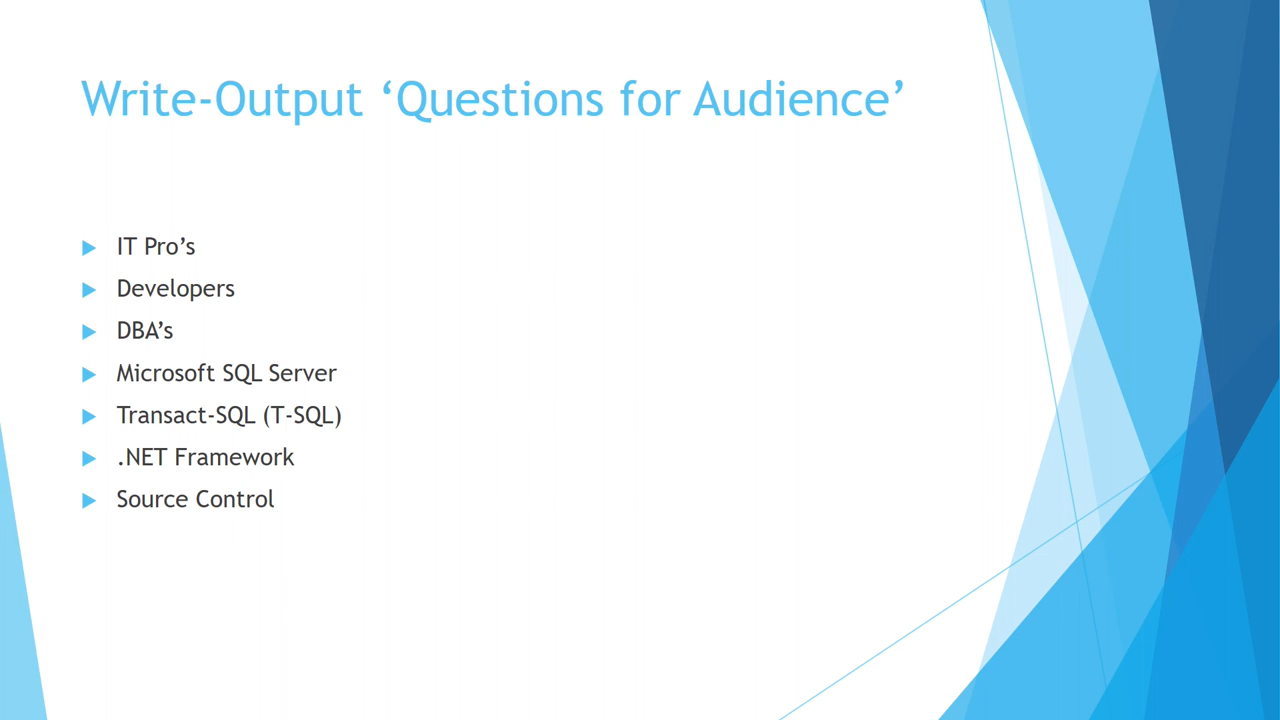 Write-Output ‘Questions for Audience’
IT Pro’s
Developers
DBA’s
Microsoft SQL Server
Transact-SQL (T-SQL)
.NET Framework
Source Control